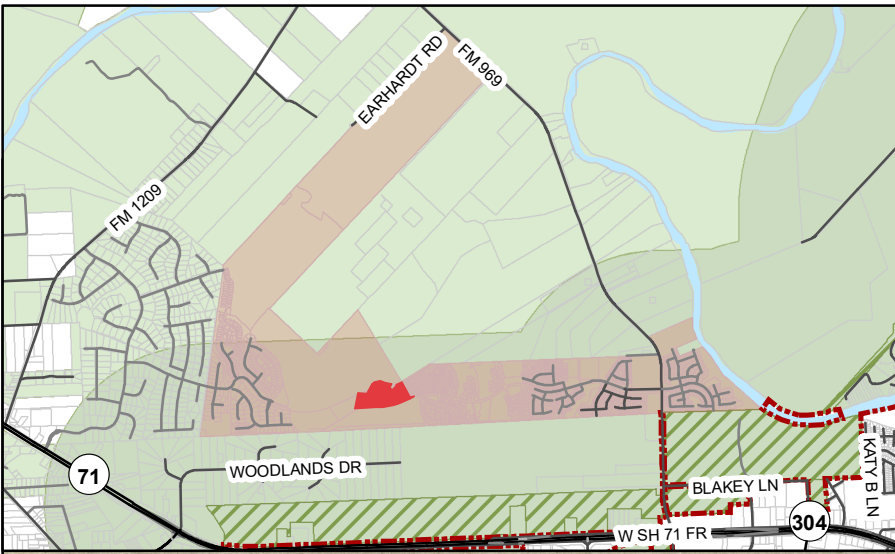 EARHARDT RD
FM 969
FM 1209
71
WOODLANDS DR
BLAKEY LN
KATY B LN
W SH 71 FR
304